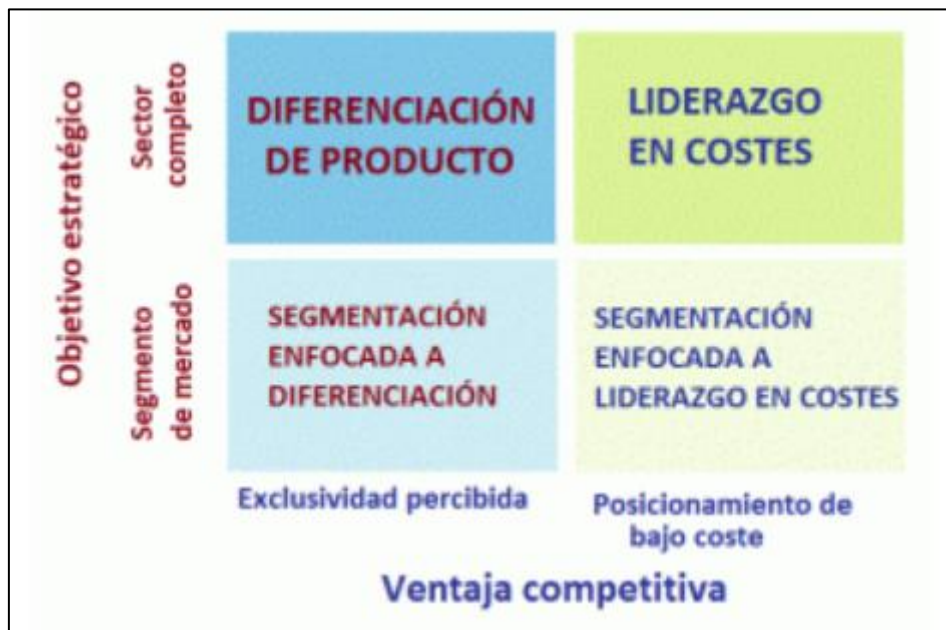 Objetivo estratégico
Sector
completo
DIFERENCIACIÓN
DE PRODUCTO
LIDERAZGO
EN COSTES
Segmento
de mercado
SEGMENTACIÓN
ENFOCADA A
DIFERENCIACIÓN
SEGMENTACIÓN
ENFOCADA A
LIDERAZGO EN COSTES
Exclusividad percibida
Posicionamiento de
bajo coste
Ventaja competitiva